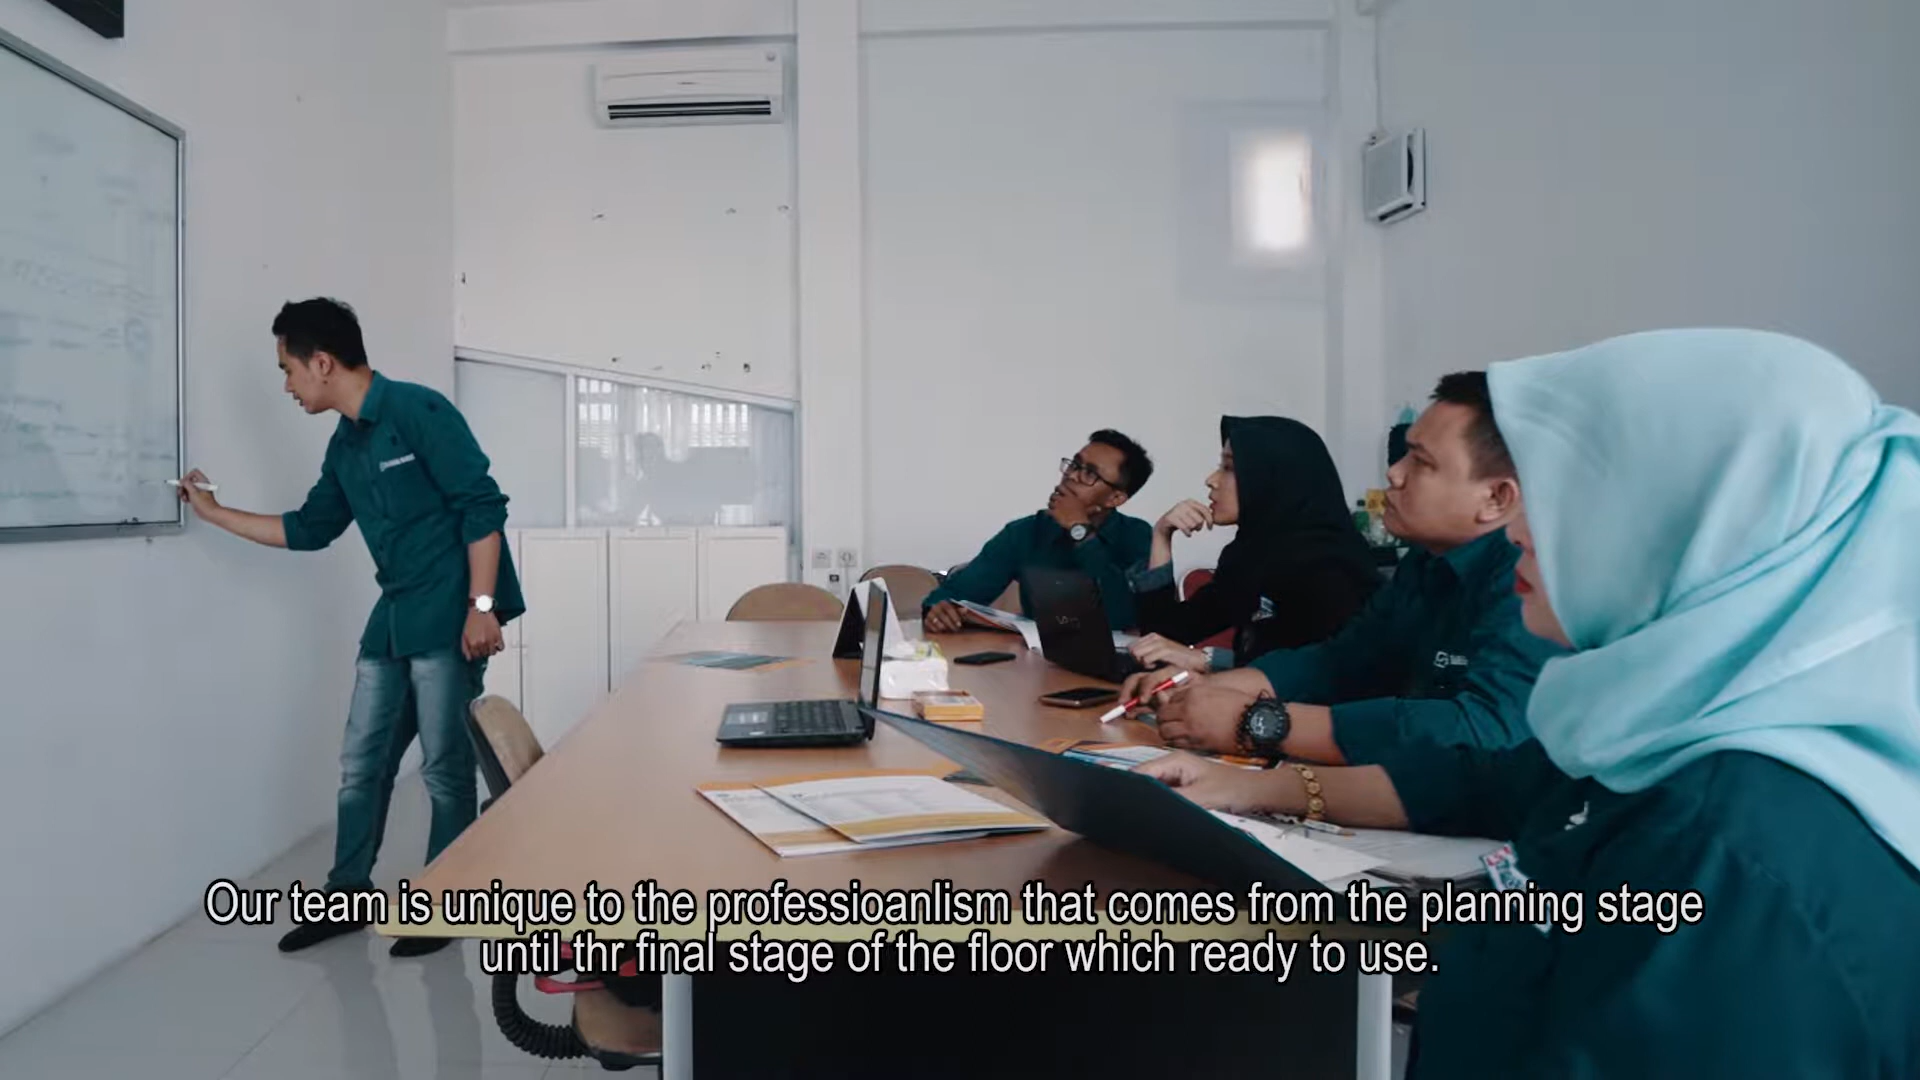 Our team is unique to the professioanlism that comes from the planning stage
until thr final stage of the floor which ready to use.